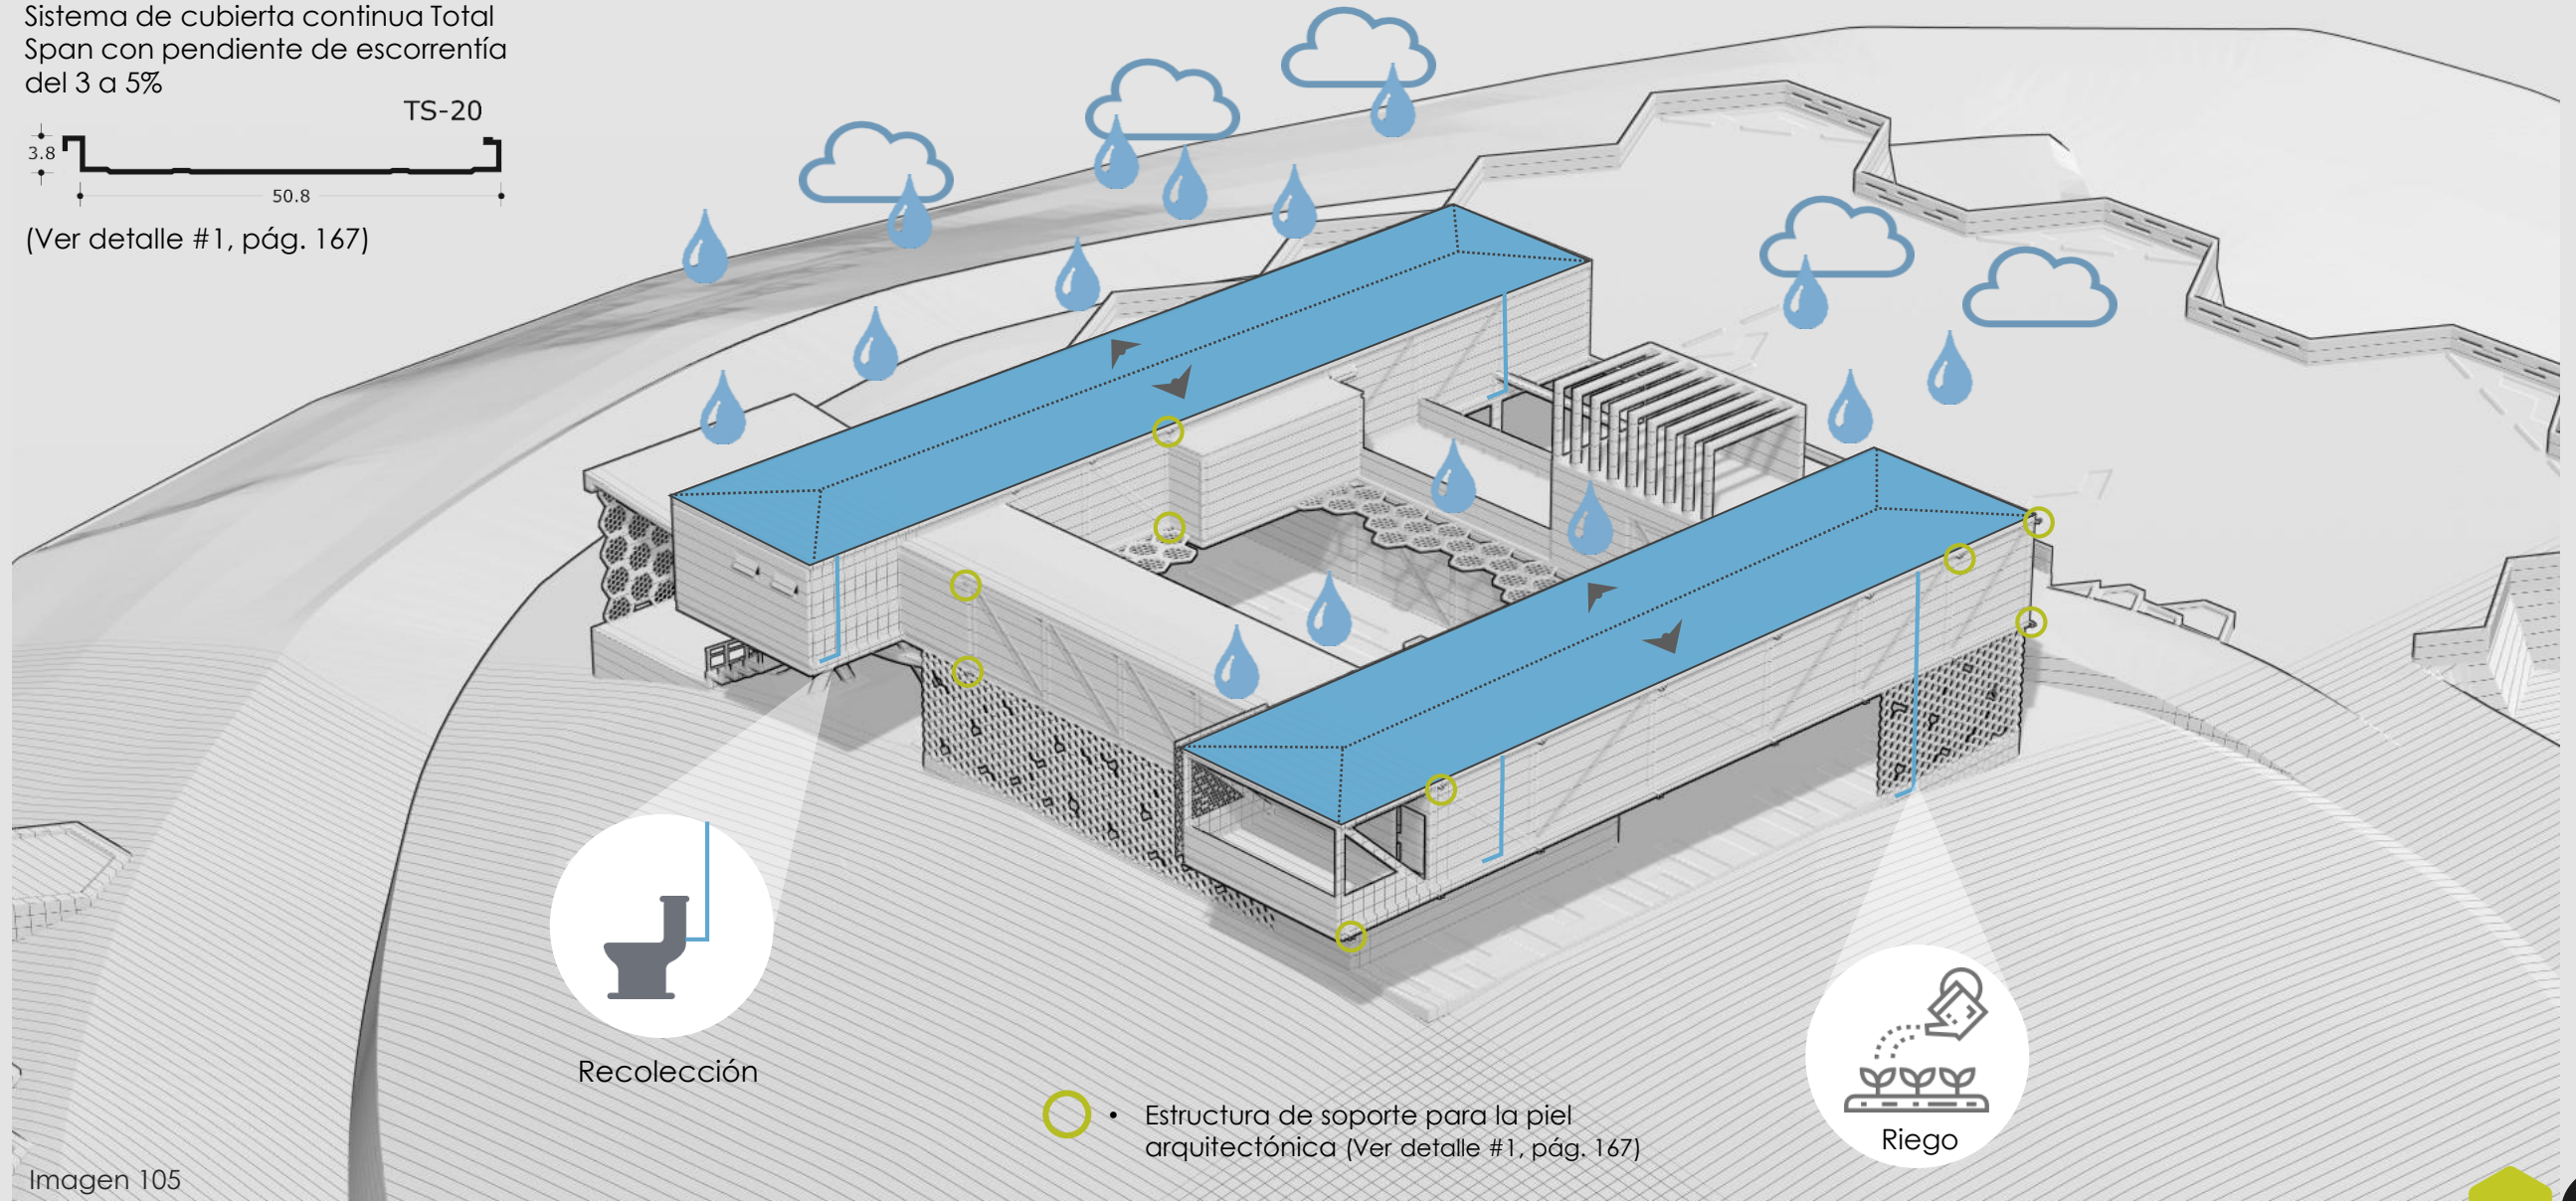 Sistema de cubierta continua Total
Span con pendiente de escorrentía
del 3 a 5%
TS-20
3.8
50.8
(Ver detalle #1, pág. 167)
Recolección
• Estructura de soporte para la piel
arquitectónica (Ver detalle #1, pág. 167)
Riego
Imagen 105